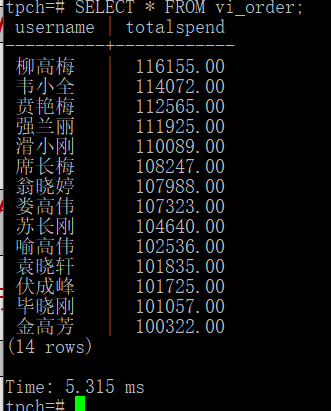 tpch=# SELECT * FROM vi_order;
username | totalspend
----------+------------
柳高梅 | 116155.00
韦小全 | 114072.00
贲艳梅 | 112565.00
强兰丽 | 111925.00
滑小刚 | 110089.00
席长梅 | 108247.00
翁晓婷 | 107988.00
娄高伟 | 107323.00
苏长刚 | 104640.00
喻高伟 | 102536.00
袁晓轩 | 101835.00
伏成峰 | 101725.00
毕晓刚 | 101057.00
金高芳 | 100322.00
(14 rows)
Time: 5.315 ms
tpch=#